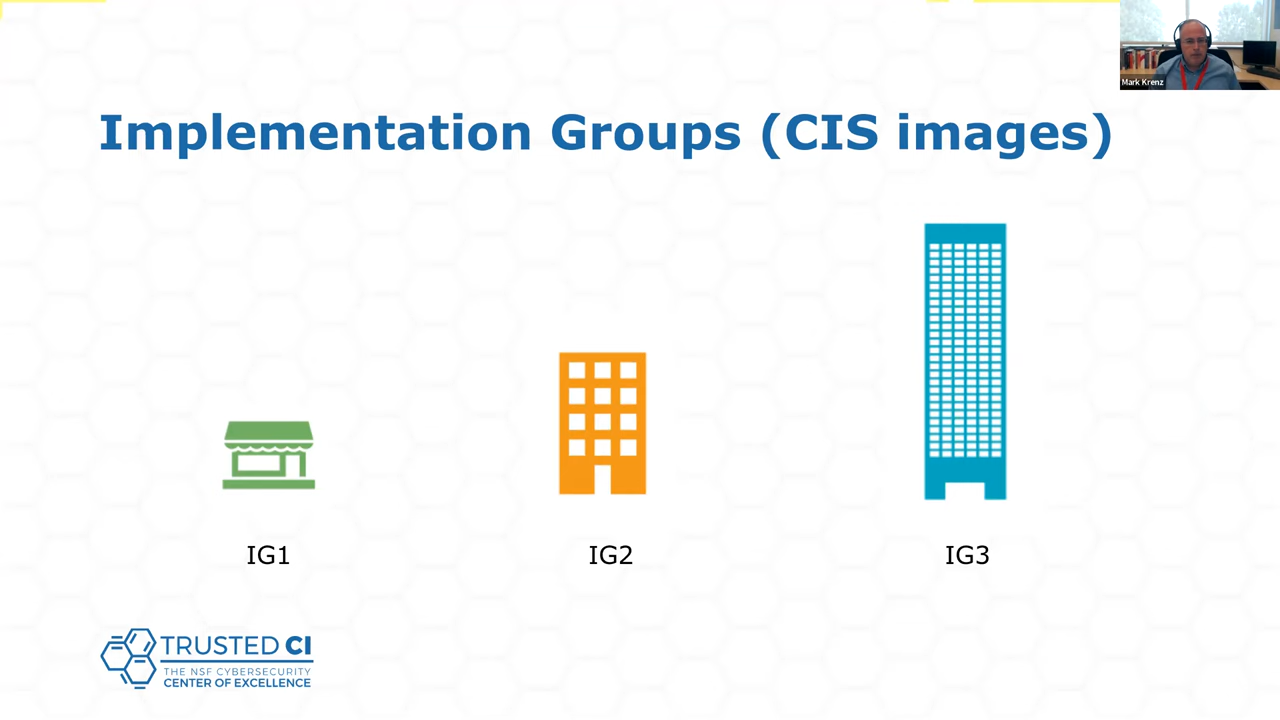 Mark Krenz
Implementation Groups (CIS images)
IG1
IG2
IG3
TRUSTED CI
THE NSF CYBERSECURITY
CENTER OF EXCELLENCE